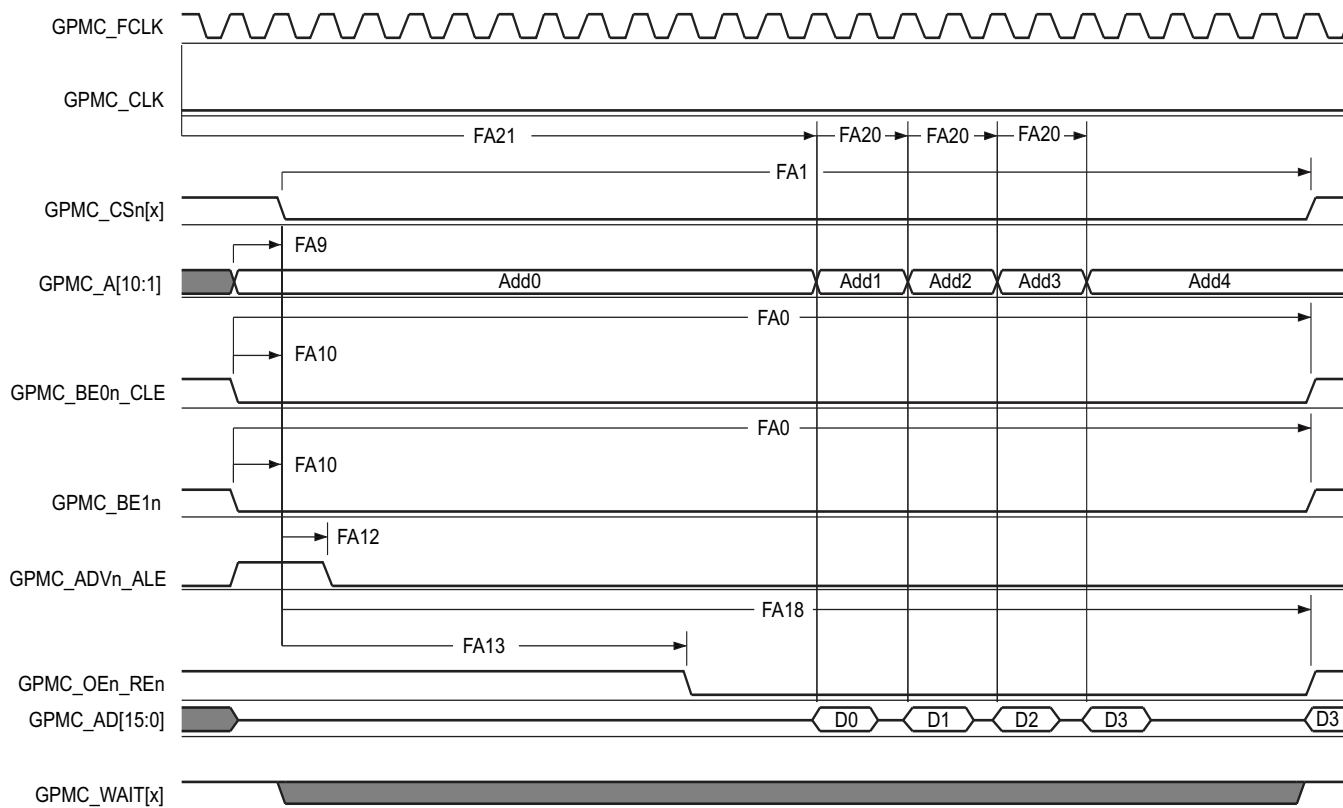 GPMC_FCLK
GPMC_CLK
FA21 FA20 FA20 FA20
FA1
GPMC_CSn[x]
FA9
GPMC_A[10:1] Add0 Add1 Add2 Add3 Add4
FA0
FA10
GPMC_BE0n_CLE
FA0
FA10
GPMC_BE1n
FA12
GPMC_ADVn_ALE
FA18
FA13
GPMC_OEn_REn
GPMC_AD[15:0] D0 D1 D2 D3 D3
GPMC_WAIT[x]